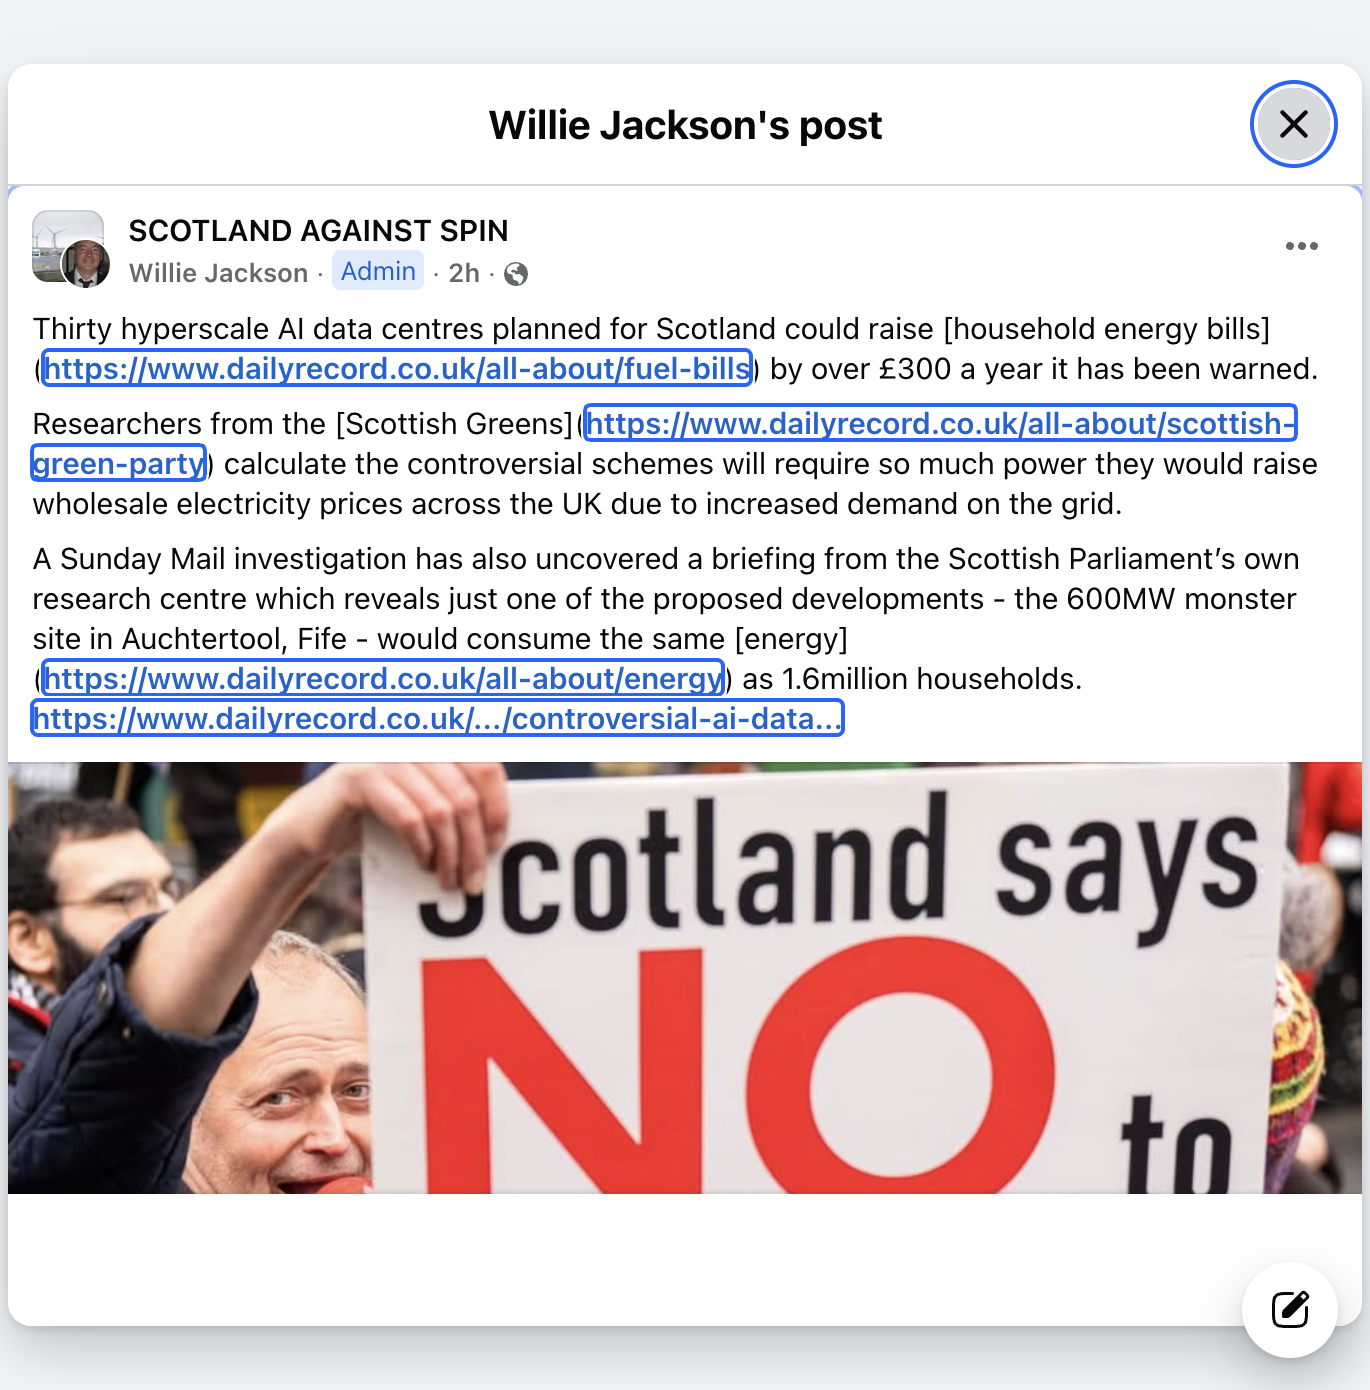 Willie Jackson's post
SCOTLAND AGAINST SPIN
Willie Jackson · Admin · 2h ·
Thirty hyperscale AI data centres planned for Scotland could raise [household energy bills]
(https://www.dailyrecord.co.uk/all-about/fuel-bills) by over £300 a year it has been warned.
Researchers from the [Scottish Greens](https://www.dailyrecord.co.uk/all-about/scottish-
green-party) calculate the controversial schemes will require so much power they would raise
wholesale electricity prices across the UK due to increased demand on the grid.
A Sunday Mail investigation has also uncovered a briefing from the Scottish Parliament’s own
research centre which reveals just one of the proposed developments - the 600MW monster
site in Auchtertool, Fife - would consume the same [energy]
(https://www.dailyrecord.co.uk/all-about/energy) as 1.6million households.
https://www.dailyrecord.co.uk/.../controversial-ai-data...
Scotland says
NO
to